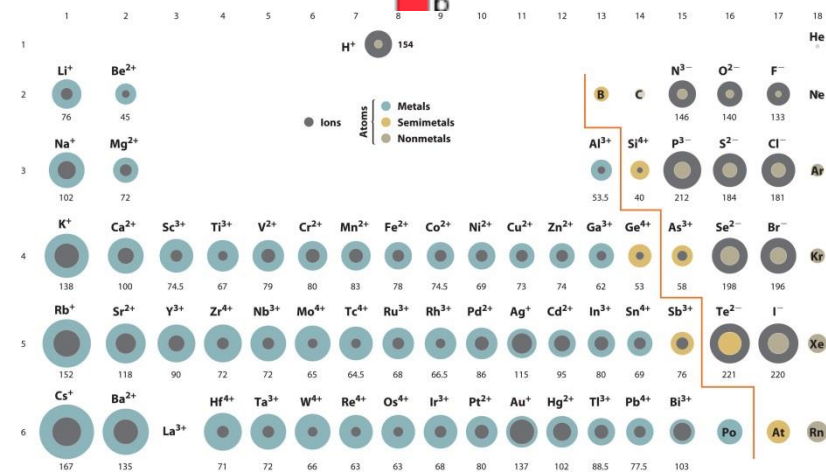 1 2 3 4 5 6 7 8 9 10 11 12 13 14 15 16 17 18
1 H⁺ 154 He
Li⁺ Be²⁺ N³⁻ O²⁻ F⁻
2 B C Ne
76 45 146 140 133
Atoms
Metals
Ions Semimetals
Nonmetals
Na⁺ Mg²⁺ Al³⁺ Si⁴⁺ P³⁻ S²⁻ Cl⁻
3 Ar
102 72 53.5 40 212 184 181
K⁺ Ca²⁺ Sc³⁺ Ti³⁺ V²⁺ Cr²⁺ Mn²⁺ Fe²⁺ Co²⁺ Ni²⁺ Cu²⁺ Zn²⁺ Ga³⁺ Ge⁴⁺ As³⁺ Se²⁻ Br⁻
4 Kr
138 100 74.5 67 79 80 83 78 74.5 69 73 74 62 53 58 198 196
Rb⁺ Sr²⁺ Y³⁺ Zr⁴⁺ Nb³⁺ Mo⁴⁺ Tc⁴⁺ Ru³⁺ Rh³⁺ Pd²⁺ Ag⁺ Cd²⁺ In³⁺ Sn⁴⁺ Sb³⁺ Te²⁻ I⁻
5 Xe
152 118 90 72 72 65 64.5 68 66.5 86 115 95 80 69 76 221 220
Cs⁺ Ba²⁺ Hf⁴⁺ Ta³⁺ W⁴⁺ Re⁴⁺ Os⁴⁺ Ir³⁺ Pt²⁺ Au⁺ Hg²⁺ Tl³⁺ Pb⁴⁺ Bi³⁺
6 La³⁺ Po At Rn
167 135 71 72 66 63 63 68 80 137 102 88.5 77.5 103